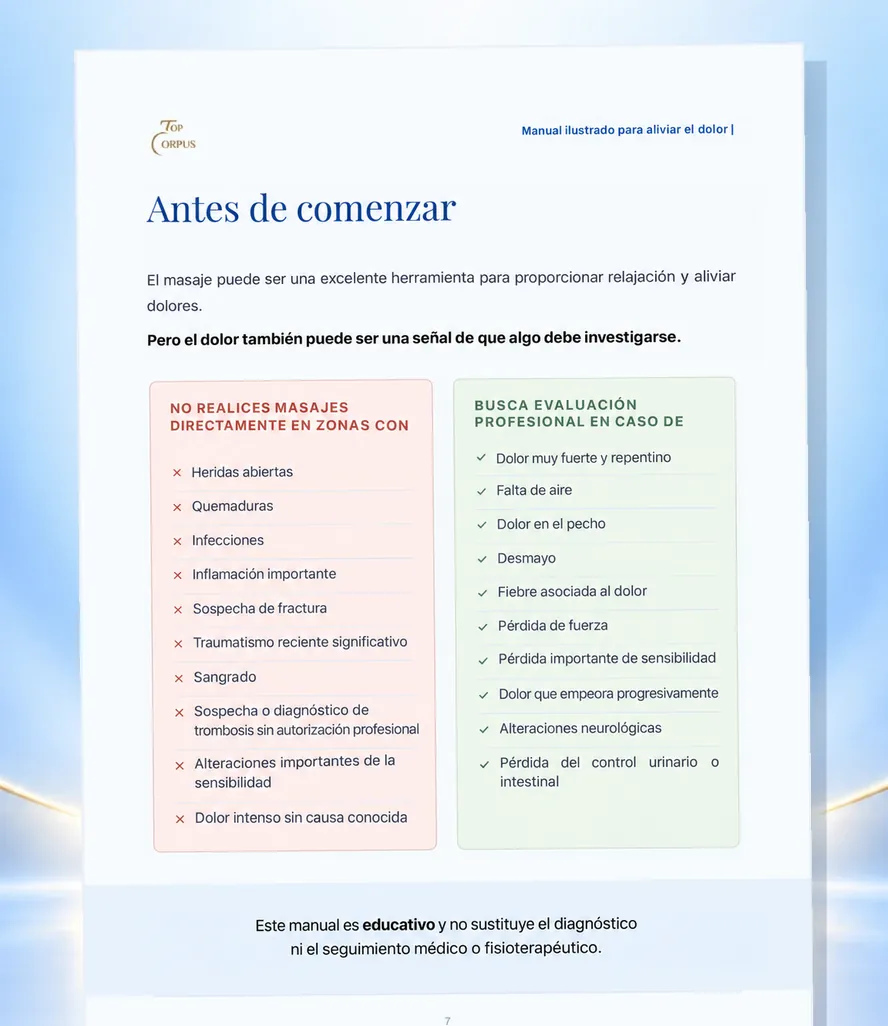 TOP
CORPUS
Manual ilustrado para aliviar el dolor |
Antes de comenzar
El masaje puede ser una excelente herramienta para proporcionar relajación y aliviar
dolores.
Pero el dolor también puede ser una señal de que algo debe investigarse.
NO REALICES MASAJES
DIRECTAMENTE EN ZONAS CON
× Heridas abiertas
× Quemaduras
× Infecciones
× Inflamación importante
× Sospecha de fractura
× Traumatismo reciente significativo
× Sangrado
× Sospecha o diagnóstico de
trombosis sin autorización profesional
× Alteraciones importantes de la
sensibilidad
× Dolor intenso sin causa conocida
BUSCA EVALUACIÓN
PROFESIONAL EN CASO DE
✓ Dolor muy fuerte y repentino
✓ Falta de aire
✓ Dolor en el pecho
✓ Desmayo
✓ Fiebre asociada al dolor
✓ Pérdida de fuerza
✓ Pérdida importante de sensibilidad
✓ Dolor que empeora progresivamente
✓ Alteraciones neurológicas
✓ Pérdida del control urinario o
intestinal
Este manual es educativo y no sustituye el diagnóstico
ni el seguimiento médico o fisioterapéutico.
7